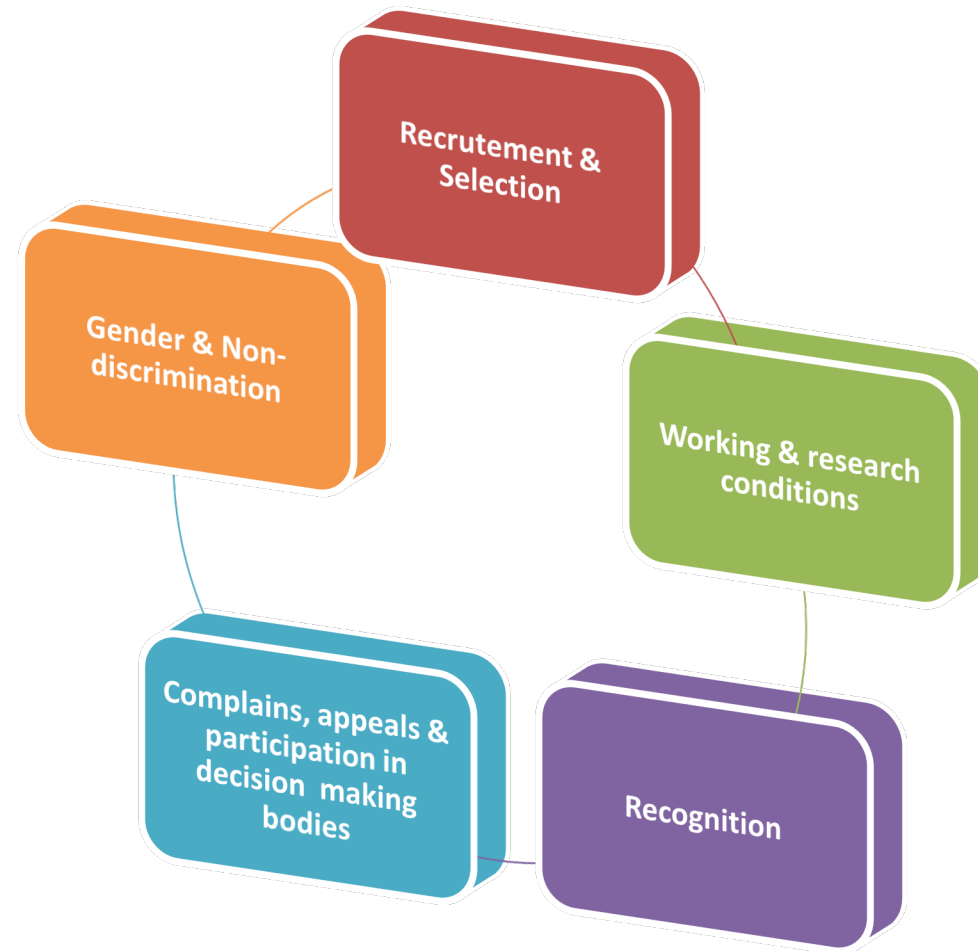 Recrutement &
Selection
Gender & Non-
discrimination
Working & research
conditions
Complains, appeals &
participation in
decision  making
bodies
Recognition